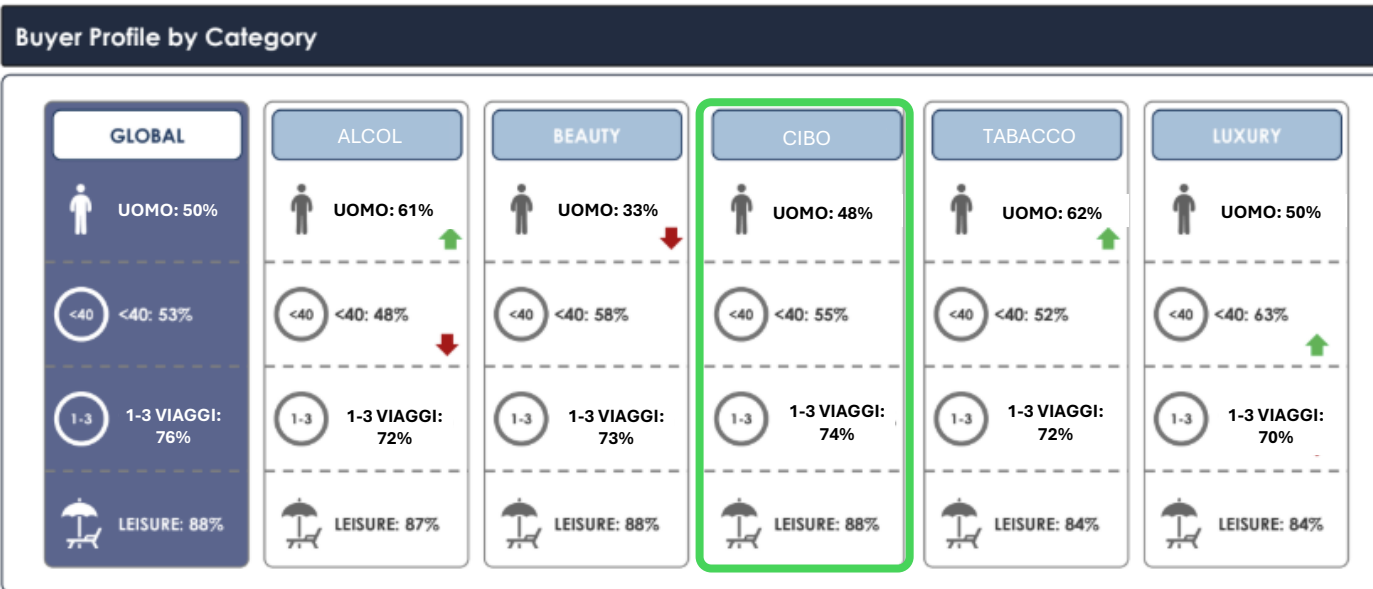 Buyer Profile by Category
GLOBAL
UOMO: 50%
<40
<40: 53%
1-3
1-3 VIAGGI:
76%
LEISURE: 88%
ALCOL
UOMO: 61%
<40
<40: 48%
1-3
1-3 VIAGGI:
72%
LEISURE: 87%
BEAUTY
UOMO: 33%
<40
<40: 58%
1-3
1-3 VIAGGI:
73%
LEISURE: 88%
CIBO
UOMO: 48%
<40
<40: 55%
1-3
1-3 VIAGGI:
74%
LEISURE: 88%
TABACCO
UOMO: 62%
<40
<40: 52%
1-3
1-3 VIAGGI:
72%
LEISURE: 84%
LUXURY
UOMO: 50%
<40
<40: 63%
1-3
1-3 VIAGGI:
70%
LEISURE: 84%